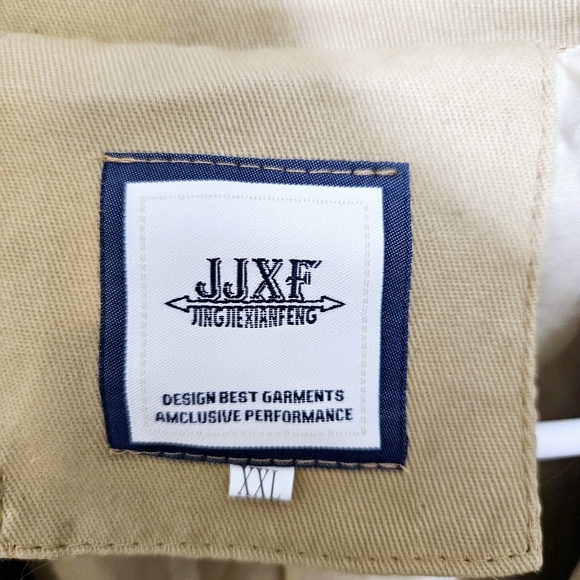 JJXF
JINGJIEXIANFENG
DESIGN BEST GARMENTS
AMCLUSIVE PERFORMANCE
XXL